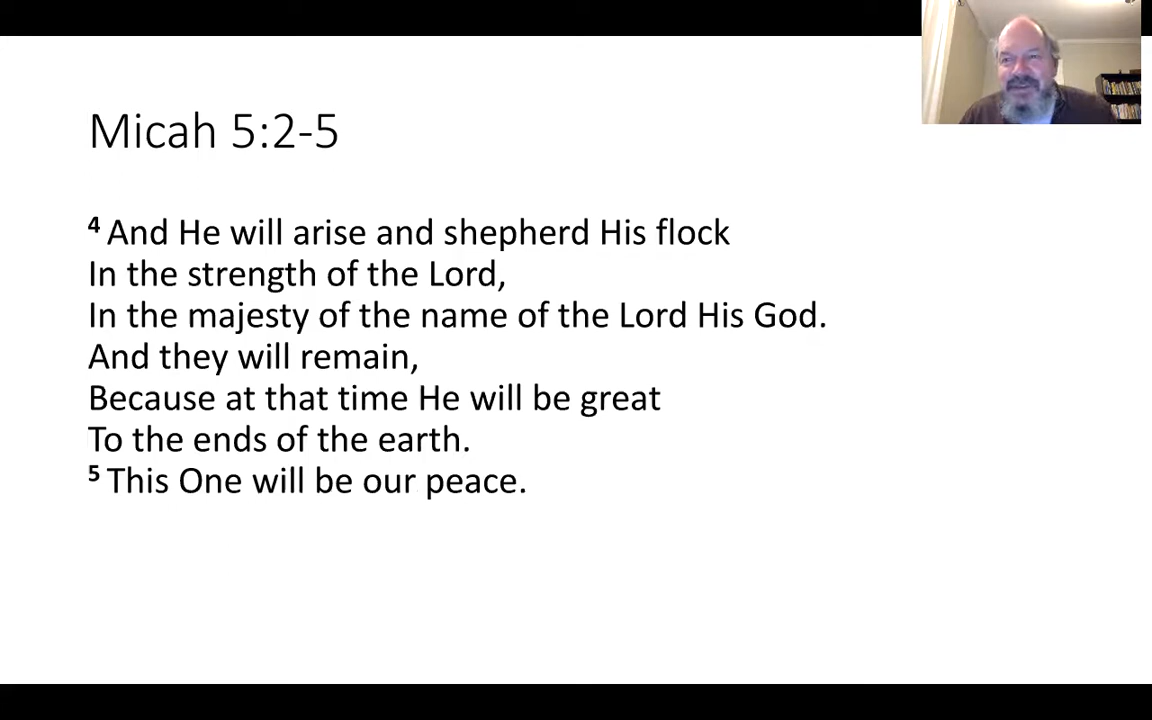 Micah 5:2-5
4 And He will arise and shepherd His flock
In the strength of the Lord,
In the majesty of the name of the Lord His God.
And they will remain,
Because at that time He will be great
To the ends of the earth.
5 This One will be our peace.